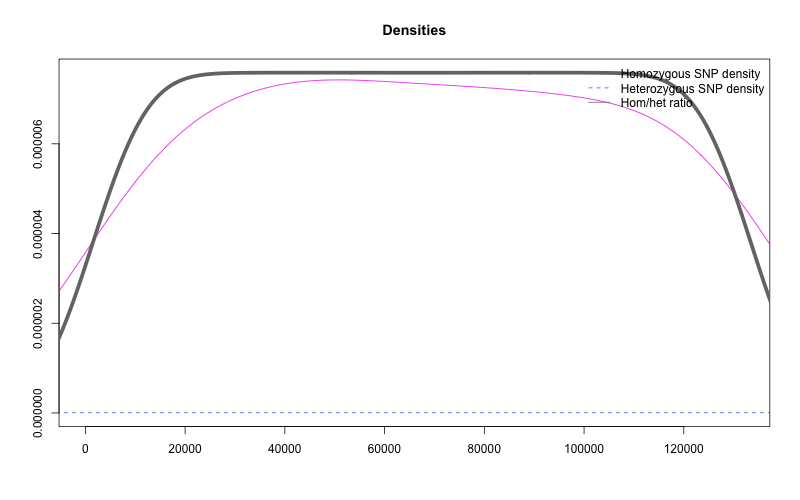 Densities
Homozygous SNP density
Heterozygous SNP density
Hom/het ratio
0.000006
0.000004
0.000002
0.000000
0 20000 40000 60000 80000 100000 120000